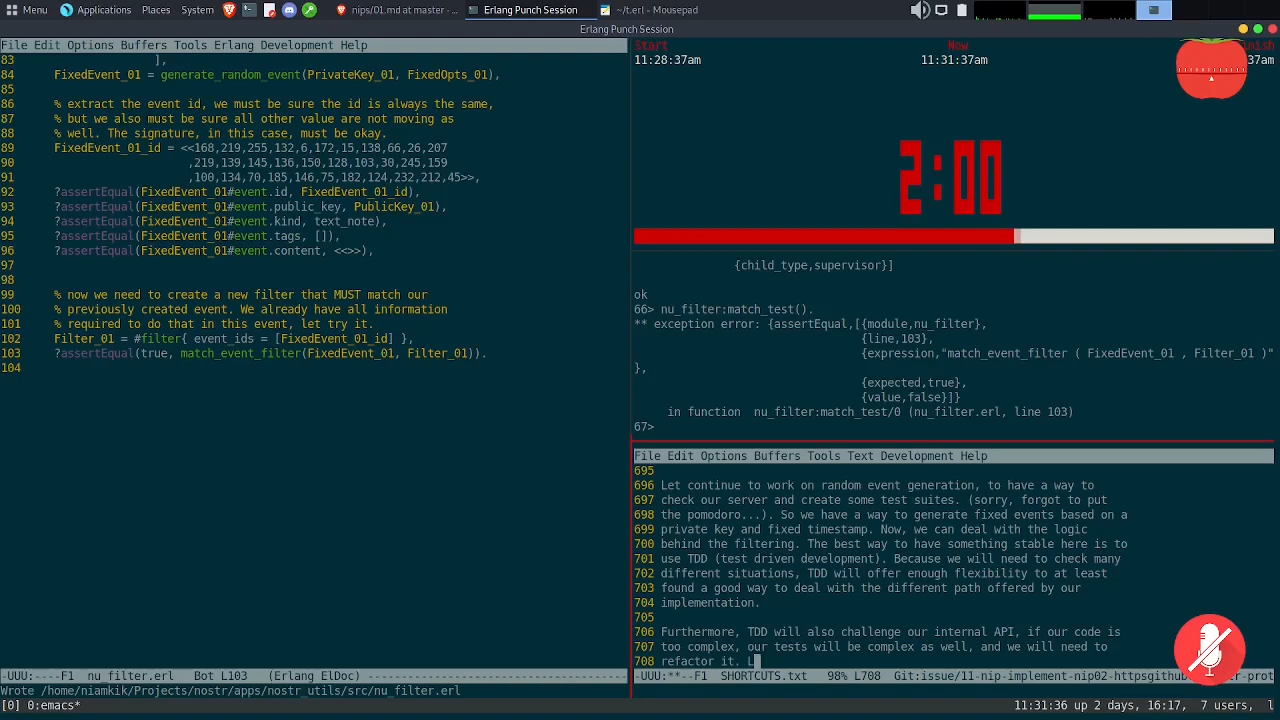 Menu Applications Places System nips/01.md at master - ... Erlang Punch Session ~/t.erl - Mousepad
Erlang Punch Session
File Edit Options Buffers Tools Erlang Development Help
83 ],
84 FixedEvent_01 = generate_random_event(PrivateKey_01, FixedOpts_01),
85
86 % extract the event id, we must be sure the id is always the same,
87 % but we also must be sure all other value are not moving as
88 % well. The signature, in this case, must be okay.
89 FixedEvent_01_id = <<168,219,255,132,6,172,15,138,66,26,207
90 ,219,139,145,136,150,128,103,30,245,159
91 ,100,134,70,185,146,75,182,124,232,212,45>>,
92 ?assertEqual(FixedEvent_01#event.id, FixedEvent_01_id),
93 ?assertEqual(FixedEvent_01#event.public_key, PublicKey_01),
94 ?assertEqual(FixedEvent_01#event.kind, text_note),
95 ?assertEqual(FixedEvent_01#event.tags, []),
96 ?assertEqual(FixedEvent_01#event.content, <<>>),
97
98
99 % now we need to create a new filter that MUST match our
100 % previously created event. We already have all information
101 % required to do that in this event, let try it.
102 Filter_01 = #filter{ event_ids = [FixedEvent_01_id] },
103 ?assertEqual(true, match_event_filter(FixedEvent_01, Filter_01)).
104
-UUU:----F1 nu_filter.erl Bot L103 (Erlang ElDoc)
Wrote /home/niamkik/Projects/nostr/apps/nostr_utils/src/nu_filter.erl
Start Now inish
11:28:37am 11:31:37am 37am
2:00
{child_type,supervisor}]
ok
66> nu_filter:match_test().
** exception error: {assertEqual,[{module,nu_filter},
{line,103},
{expression,"match_event_filter ( FixedEvent_01 , Filter_01 )"
},
{expected,true},
{value,false}]}
in function nu_filter:match_test/0 (nu_filter.erl, line 103)
67>
File Edit Options Buffers Tools Text Development Help
695
696 Let continue to work on random event generation, to have a way to
697 check our server and create some test suites. (sorry, forgot to put
698 the pomodoro...). So we have a way to generate fixed events based on a
699 private key and fixed timestamp. Now, we can deal with the logic
700 behind the filtering. The best way to have something stable here is to
701 use TDD (test driven development). Because we will need to check many
702 different situations, TDD will offer enough flexibility to at least
703 found a good way to deal with the different path offered by our
704 implementation.
705
706 Furthermore, TDD will also challenge our internal API, if our code is
707 too complex, our tests will be complex as well, and we will need to
708 refactor it. L
-UUU:**--F1 SHORTCUTS.txt 98% L708 Git:issue/11-nip-implement-nip02-httpsgithub r-prot
[0] 0:emacs* 11:31:36 up 2 days, 16:17, 7 users, l